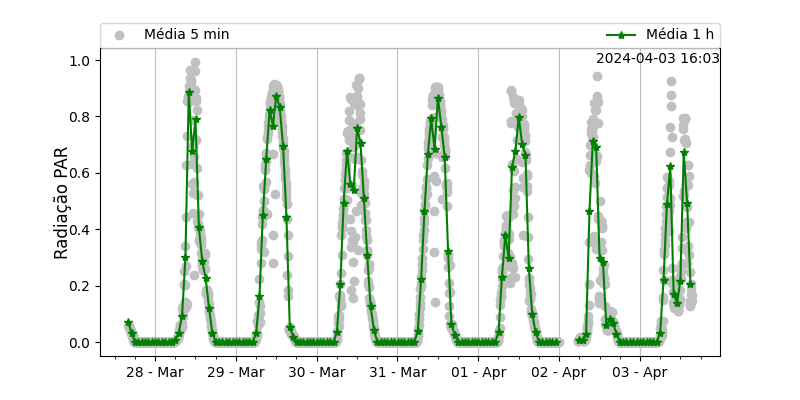 Média 5 min
Média 1 h
2024-04-03 16:03
Radiação PAR
1.0
0.8
0.6
0.4
0.2
0.0
28 - Mar
29 - Mar
30 - Mar
31 - Mar
01 - Apr
02 - Apr
03 - Apr